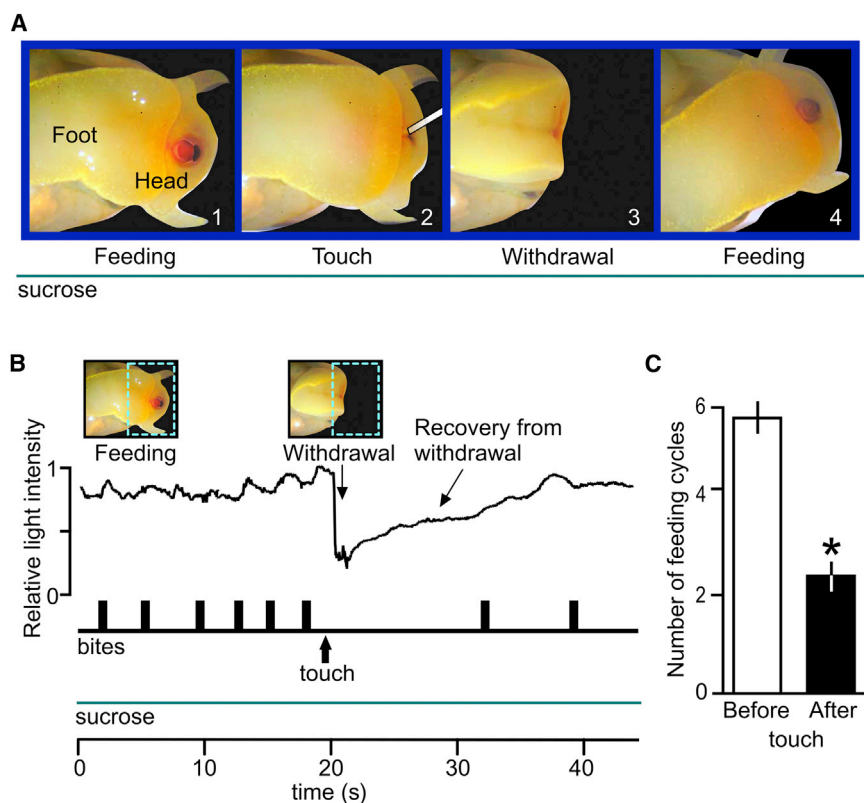 A
Foot
Head
1
2
3
4
Feeding
Touch
Withdrawal
Feeding
sucrose
B
Feeding
Withdrawal
Recovery from
withdrawal
Relative light intensity
1
0
bites
touch
sucrose
0
10
20
30
40
time (s)
C
Number of feeding cycles
6
4
2
0
*
Before
After
touch